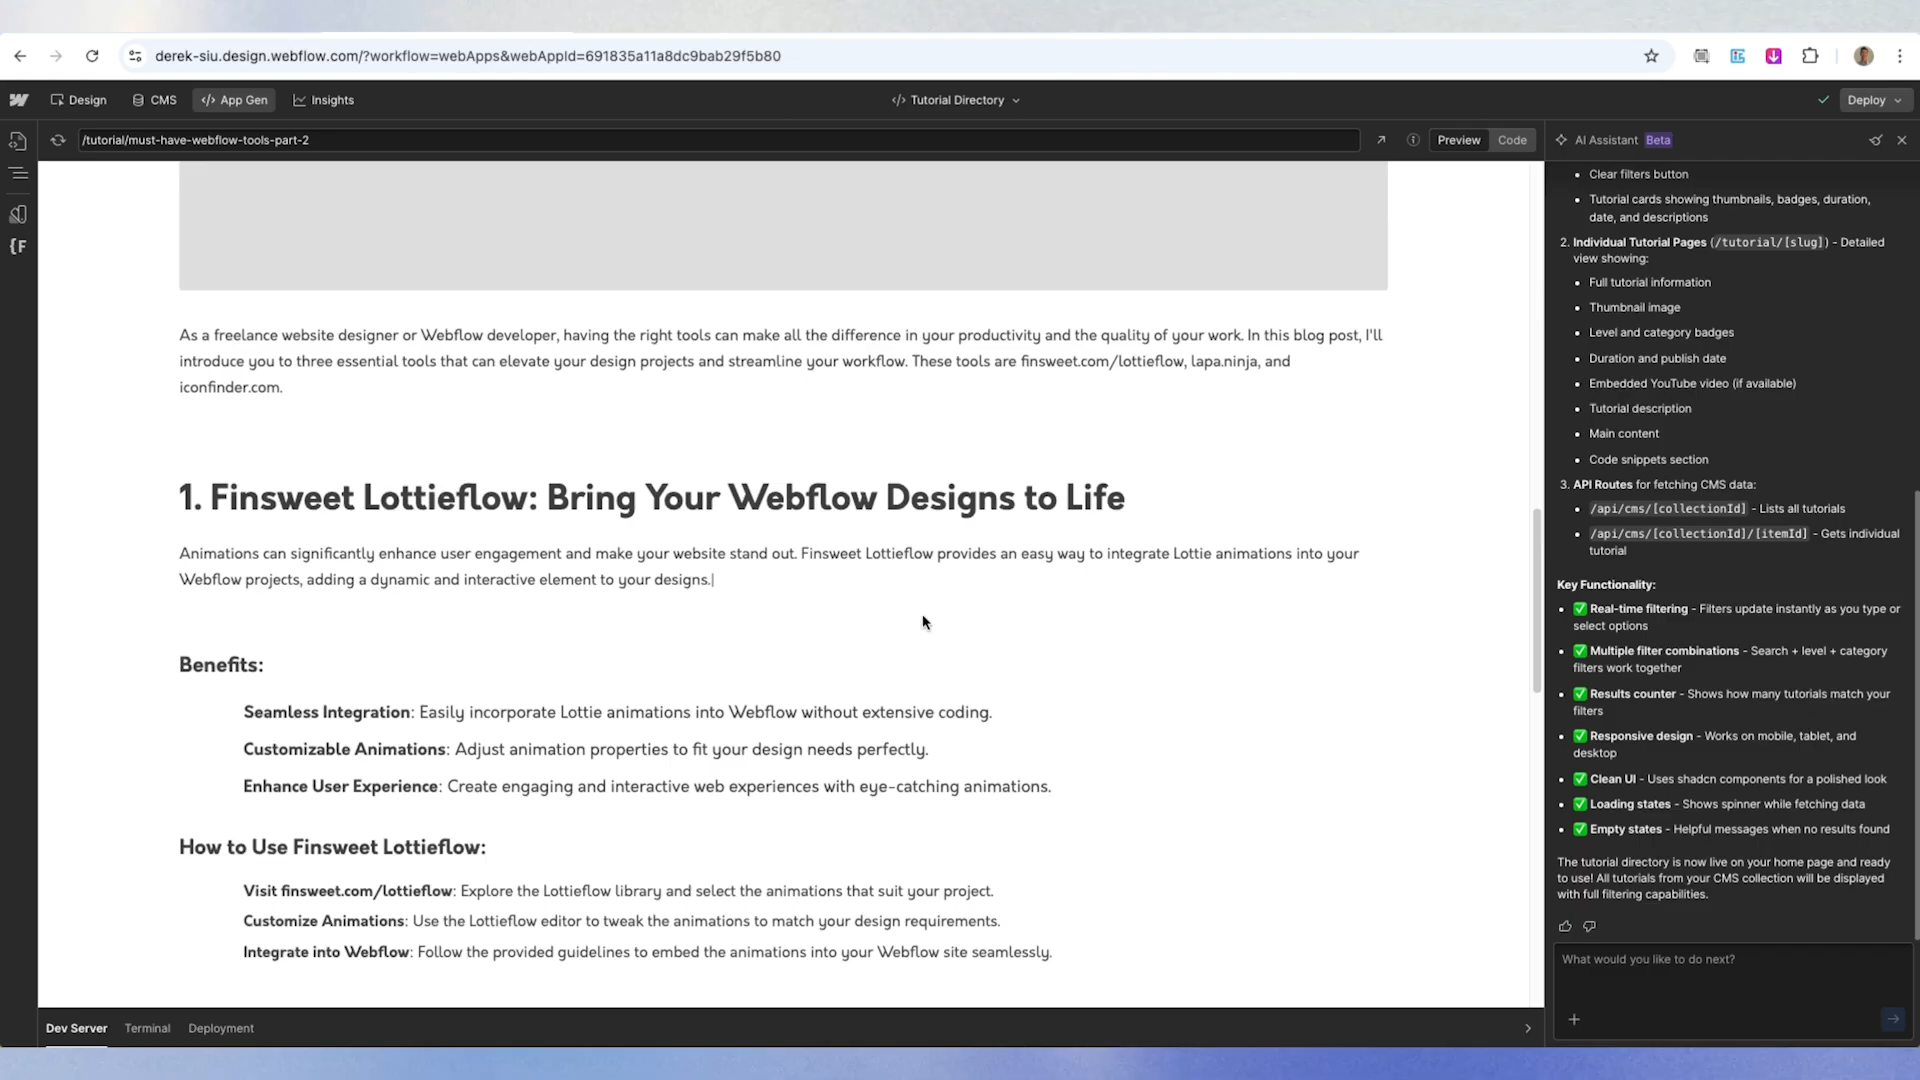 derek-siu.design.webflow.com/?workflow=webApps&webAppId=691835a11a8dc9bab29f5b80
Design
CMS
</> App Gen
Insights
</> Tutorial Directory
Deploy
/tutorial/must-have-webflow-tools-part-2
Preview
Code
AI Assistant Beta
{F
As a freelance website designer or Webflow developer, having the right tools can make all the difference in your productivity and the quality of your work. In this blog post, I'll
introduce you to three essential tools that can elevate your design projects and streamline your workflow. These tools are finsweet.com/lottieflow, lapa.ninja, and
iconfinder.com.
1. Finsweet Lottieflow: Bring Your Webflow Designs to Life
Animations can significantly enhance user engagement and make your website stand out. Finsweet Lottieflow provides an easy way to integrate Lottie animations into your
Webflow projects, adding a dynamic and interactive element to your designs.
Benefits:
Seamless Integration: Easily incorporate Lottie animations into Webflow without extensive coding.
Customizable Animations: Adjust animation properties to fit your design needs perfectly.
Enhance User Experience: Create engaging and interactive web experiences with eye-catching animations.
How to Use Finsweet Lottieflow:
Visit finsweet.com/lottieflow: Explore the Lottieflow library and select the animations that suit your project.
Customize Animations: Use the Lottieflow editor to tweak the animations to match your design requirements.
Integrate into Webflow: Follow the provided guidelines to embed the animations into your Webflow site seamlessly.
Dev Server
Terminal
Deployment
• Clear filters button
• Tutorial cards showing thumbnails, badges, duration,
date, and descriptions
2. Individual Tutorial Pages (/tutorial/[slug]) - Detailed
view showing:
• Full tutorial information
• Thumbnail image
• Level and category badges
• Duration and publish date
• Embedded YouTube video (if available)
• Tutorial description
• Main content
• Code snippets section
3. API Routes for fetching CMS data:
• /api/cms/[collectionId] - Lists all tutorials
• /api/cms/[collectionId]/[itemId] - Gets individual
tutorial
Key Functionality:
• ✅ Real-time filtering - Filters update instantly as you type or
select options
• ✅ Multiple filter combinations - Search + level + category
filters work together
• ✅ Results counter - Shows how many tutorials match your
filters
• ✅ Responsive design - Works on mobile, tablet, and
desktop
• ✅ Clean UI - Uses shadcn components for a polished look
• ✅ Loading states - Shows spinner while fetching data
• ✅ Empty states - Helpful messages when no results found
The tutorial directory is now live on your home page and ready
to use! All tutorials from your CMS collection will be displayed
with full filtering capabilities.
What would you like to do next?